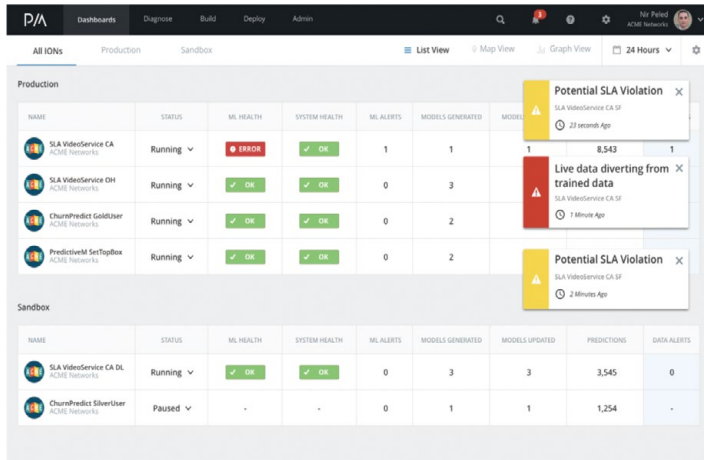 P/\ Dashboards Diagnose Build Deploy Admin 3 Nir Peled
ACME Networks
All IONs Production Sandbox List View Map View Graph View 24 Hours
Production
NAME STATUS ML HEALTH SYSTEM HEALTH ML ALERTS MODELS GENERATED
SLA VideoService CA
ACME Networks
Running ERROR OK 1 1 1 8,543 1
SLA VideoService OH
ACME Networks
Running OK OK 0 3
ChurnPredict GoldUser
ACME Networks
Running OK OK 0 2
PredictiveM SetTopBox
ACME Networks
Running OK OK 0 2
Potential SLA Violation
SLA VideoService CA SF
23 seconds Ago
Live data diverting from
trained data
SLA VideoService CA SF
1 Minute Ago
Potential SLA Violation
SLA VideoService CA SF
2 Minutes Ago
Sandbox
NAME STATUS ML HEALTH SYSTEM HEALTH ML ALERTS MODELS GENERATED MODELS UPDATED PREDICTIONS DATA ALERTS
SLA VideoService CA DL
ACME Networks
Running OK OK 0 3 3 3,545 0
ChurnPredict SilverUser
ACME Networks
Paused - - 0 1 1 1,254 -